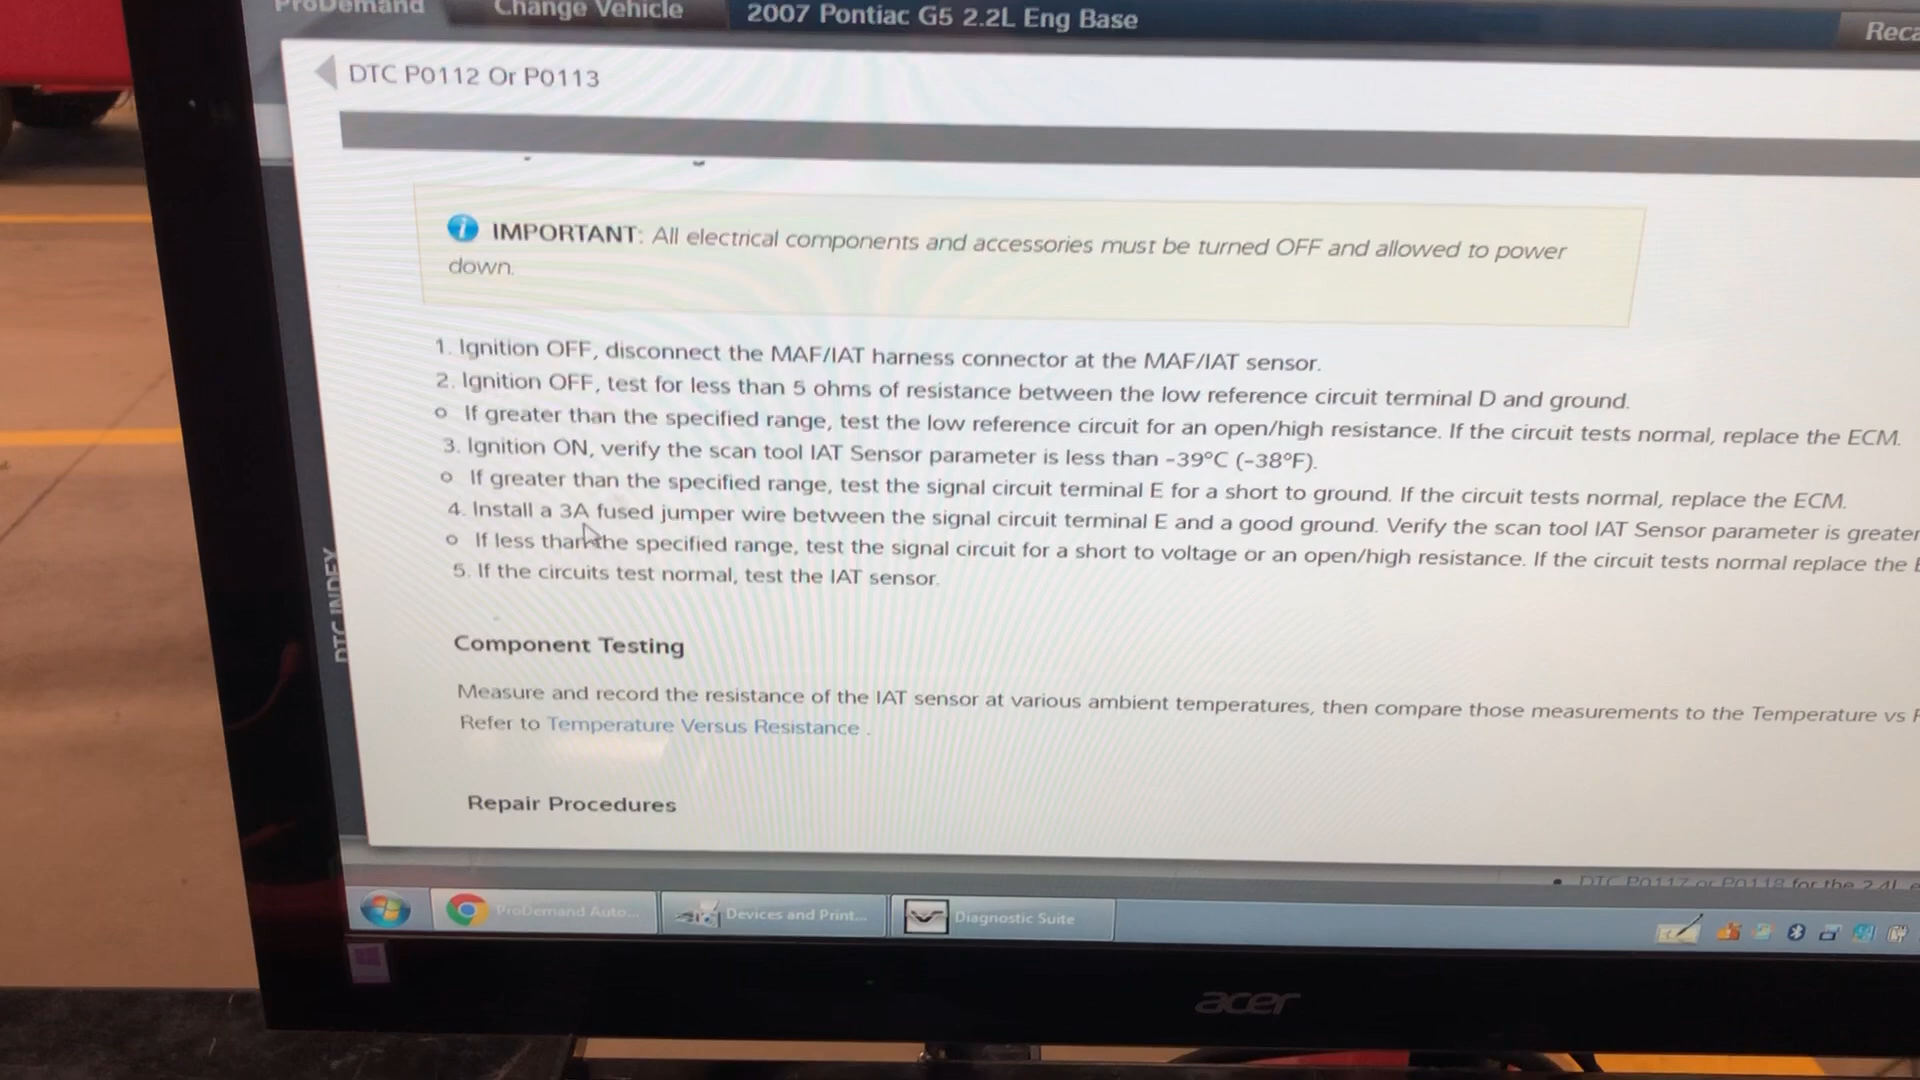 ProDemand Change Vehicle 2007 Pontiac G5 2.2L Eng Base
DTC P0112 Or P0113
IMPORTANT: All electrical components and accessories must be turned OFF and allowed to power
down.
1. Ignition OFF, disconnect the MAF/IAT harness connector at the MAF/IAT sensor.
2. Ignition OFF, test for less than 5 ohms of resistance between the low reference circuit terminal D and ground.
o If greater than the specified range, test the low reference circuit for an open/high resistance. If the circuit tests normal, replace the ECM.
3. Ignition ON, verify the scan tool IAT Sensor parameter is less than -39°C (-38°F).
o If greater than the specified range, test the signal circuit terminal E for a short to ground. If the circuit tests normal, replace the ECM.
4. Install a 3A fused jumper wire between the signal circuit terminal E and a good ground. Verify the scan tool IAT Sensor parameter is greater
o If less than the specified range, test the signal circuit for a short to voltage or an open/high resistance. If the circuit tests normal replace the
5. If the circuits test normal, test the IAT sensor.
DTC INDEX
Component Testing
Measure and record the resistance of the IAT sensor at various ambient temperatures, then compare those measurements to the Temperature vs
Refer to Temperature Versus Resistance .
Repair Procedures
• DTC P0117 or P0118 for the 2.4L
ProDemand Auto... Devices and Print... Diagnostic Suite
acer